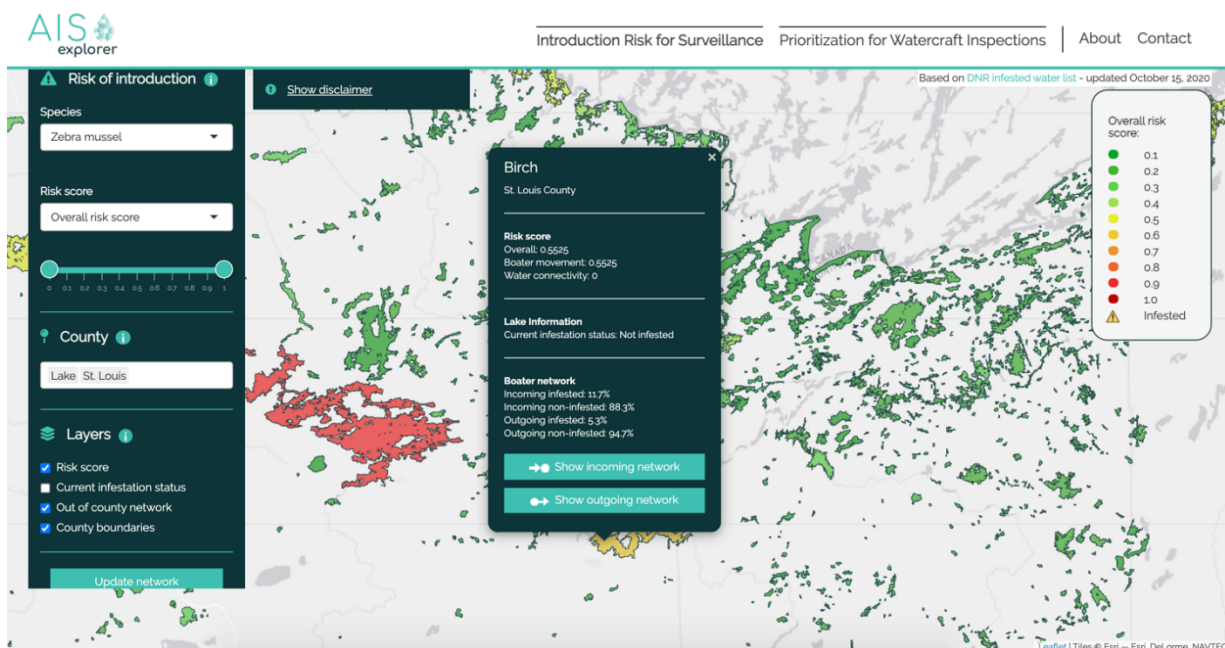 AIS
explorer
Introduction Risk for Surveillance
Prioritization for Watercraft Inspections
About
Contact
Risk of introduction
Species
Zebra mussel
Risk score
Overall risk score
0 0.1 0.2 0.3 0.4 0.5 0.6 0.7 0.8 0.9 1
County
Lake St. Louis
Layers
Risk score
Current infestation status
Out of county network
County boundaries
Update network
Show disclaimer
Birch
St. Louis County
Risk score
Overall: 0.5525
Boater movement: 0.5525
Water connectivity: 0
Lake Information
Current infestation status: Not infested
Boater network
Incoming infested: 11.7%
Incoming non-infested: 88.3%
Outgoing infested: 5.3%
Outgoing non-infested: 94.7%
Show incoming network
Show outgoing network
CANADA
Based on DNR infested water list - updated October 15, 2020
Overall risk
score:
0.1
0.2
0.3
0.4
0.5
0.6
0.7
0.8
0.9
1.0
Infested
Leaflet | Tiles © Esri — Esri, DeLorme, NAVTEQ